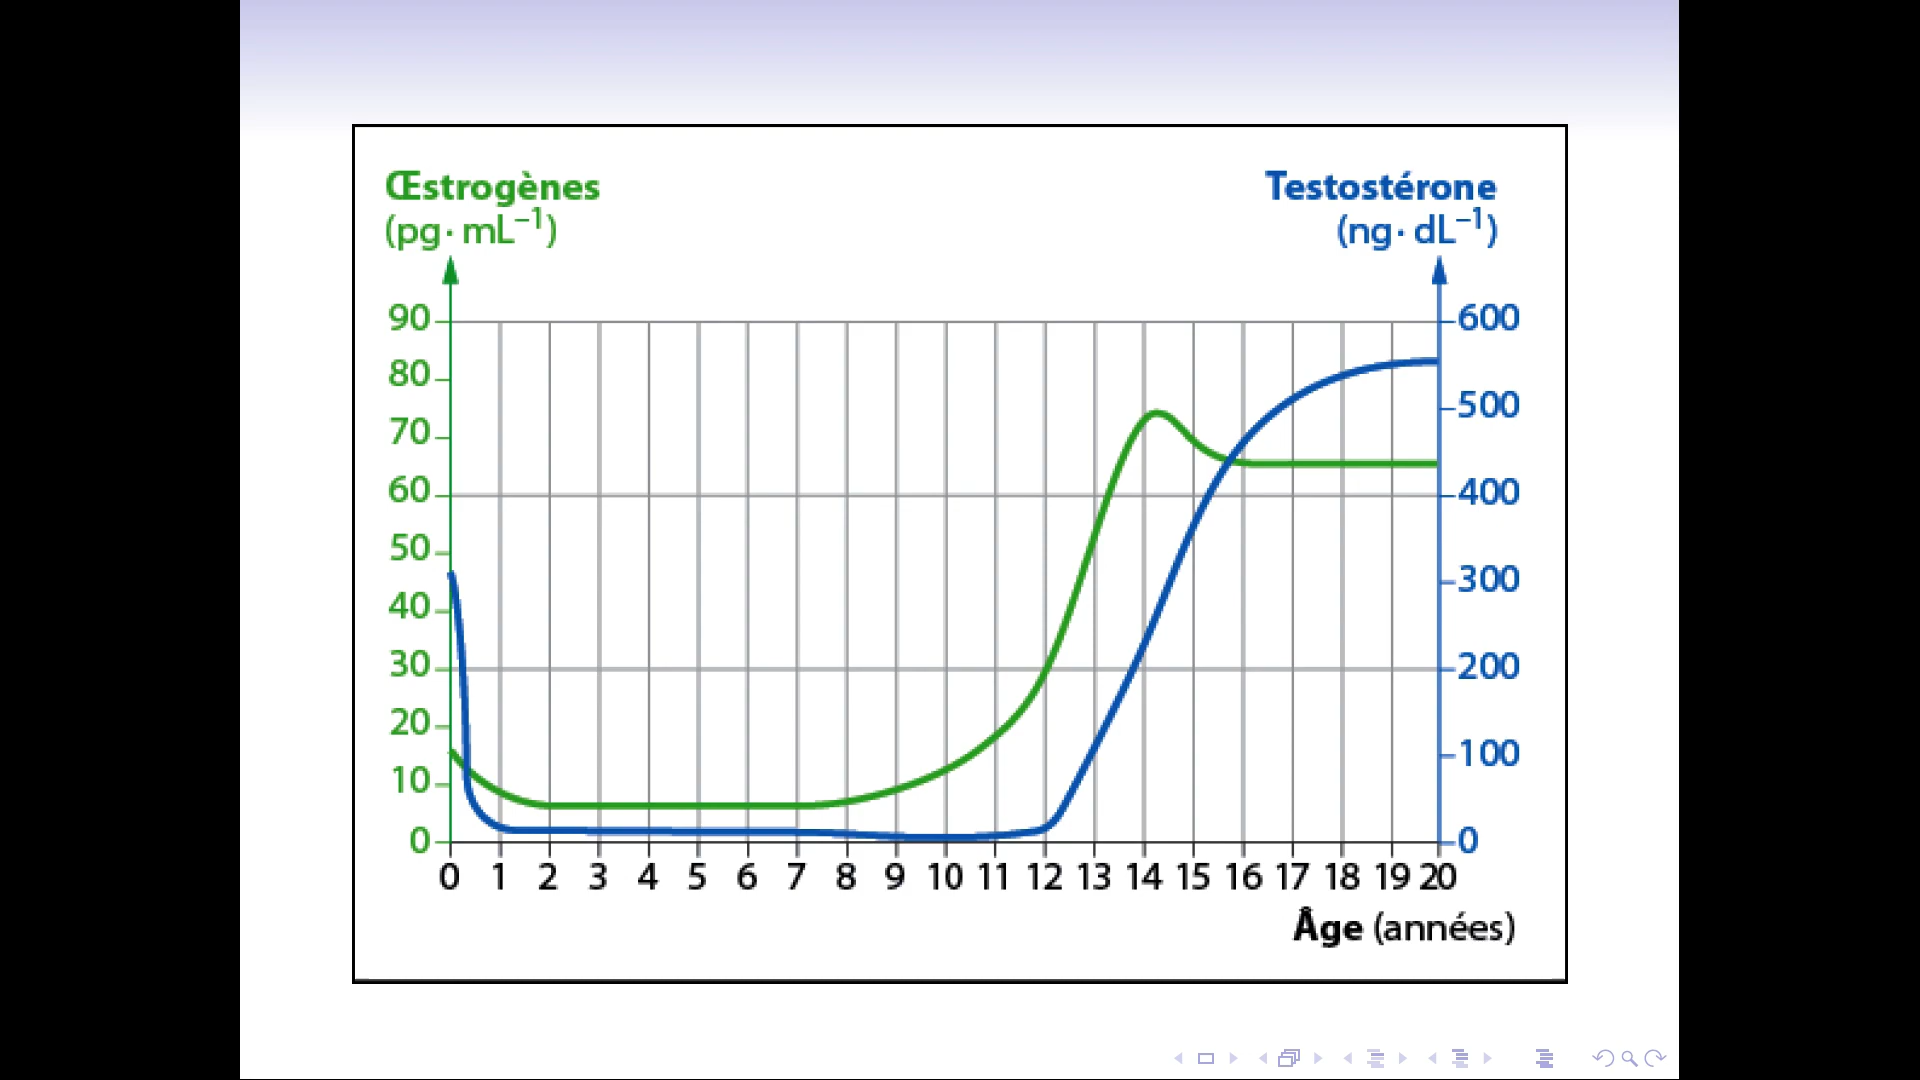 Œstrogènes
(pg· mL⁻¹)
Testostérone
(ng· dL⁻¹)
90
80
70
60
50
40
30
20
10
0
600
500
400
300
200
100
0
0 1 2 3 4 5 6 7 8 9 10 11 12 13 14 15 16 17 18 19 20
Âge (années)